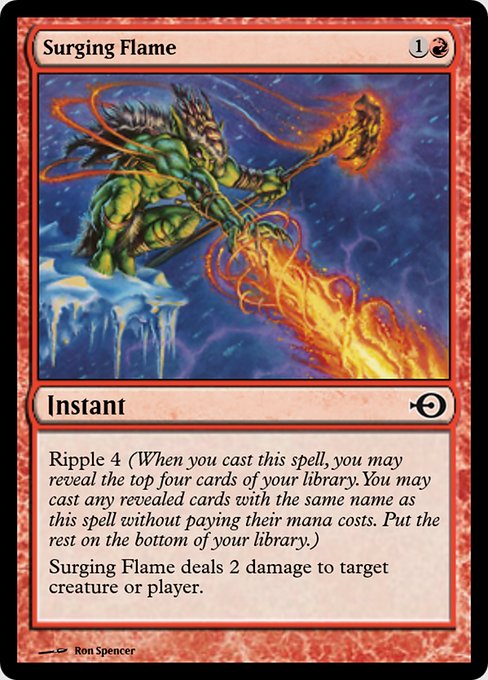 Surging Flame 1
Instant
Ripple 4 (When you cast this spell, you may
reveal the top four cards of your library. You may
cast any revealed cards with the same name as
this spell without paying their mana costs. Put the
rest on the bottom of your library.)
Surging Flame deals 2 damage to target
creature or player.
Ron Spencer